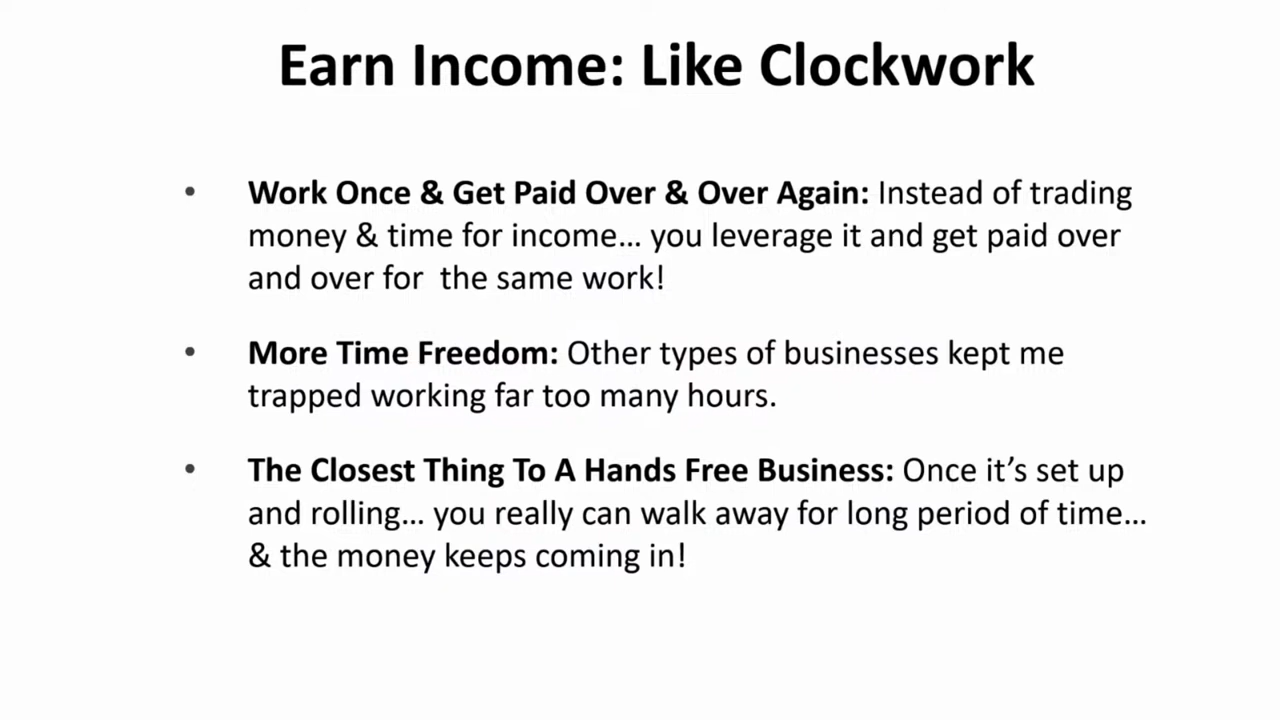 Earn Income: Like Clockwork
• Work Once & Get Paid Over & Over Again: Instead of trading
money & time for income… you leverage it and get paid over
and over for  the same work!
• More Time Freedom: Other types of businesses kept me
trapped working far too many hours.
• The Closest Thing To A Hands Free Business: Once it’s set up
and rolling… you really can walk away for long period of time…
& the money keeps coming in!